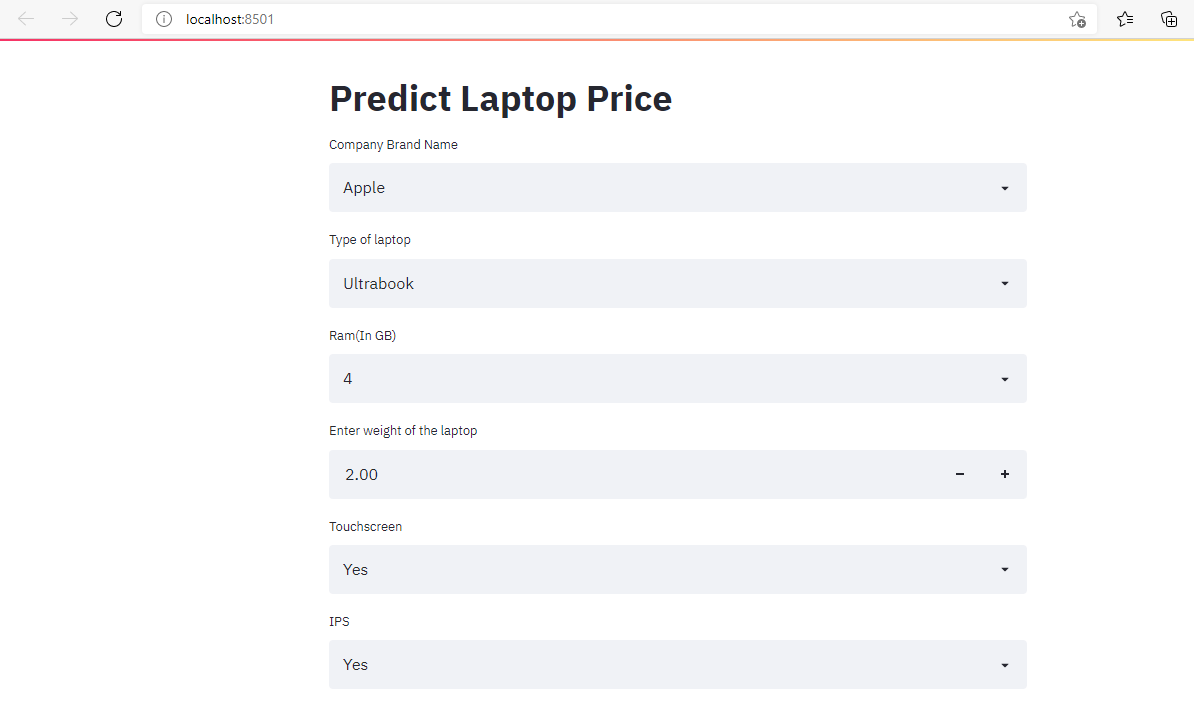 localhost:8501
Predict Laptop Price
Company Brand Name
Apple
Type of laptop
Ultrabook
Ram(In GB)
4
Enter weight of the laptop
2.00
Touchscreen
Yes
IPS
Yes